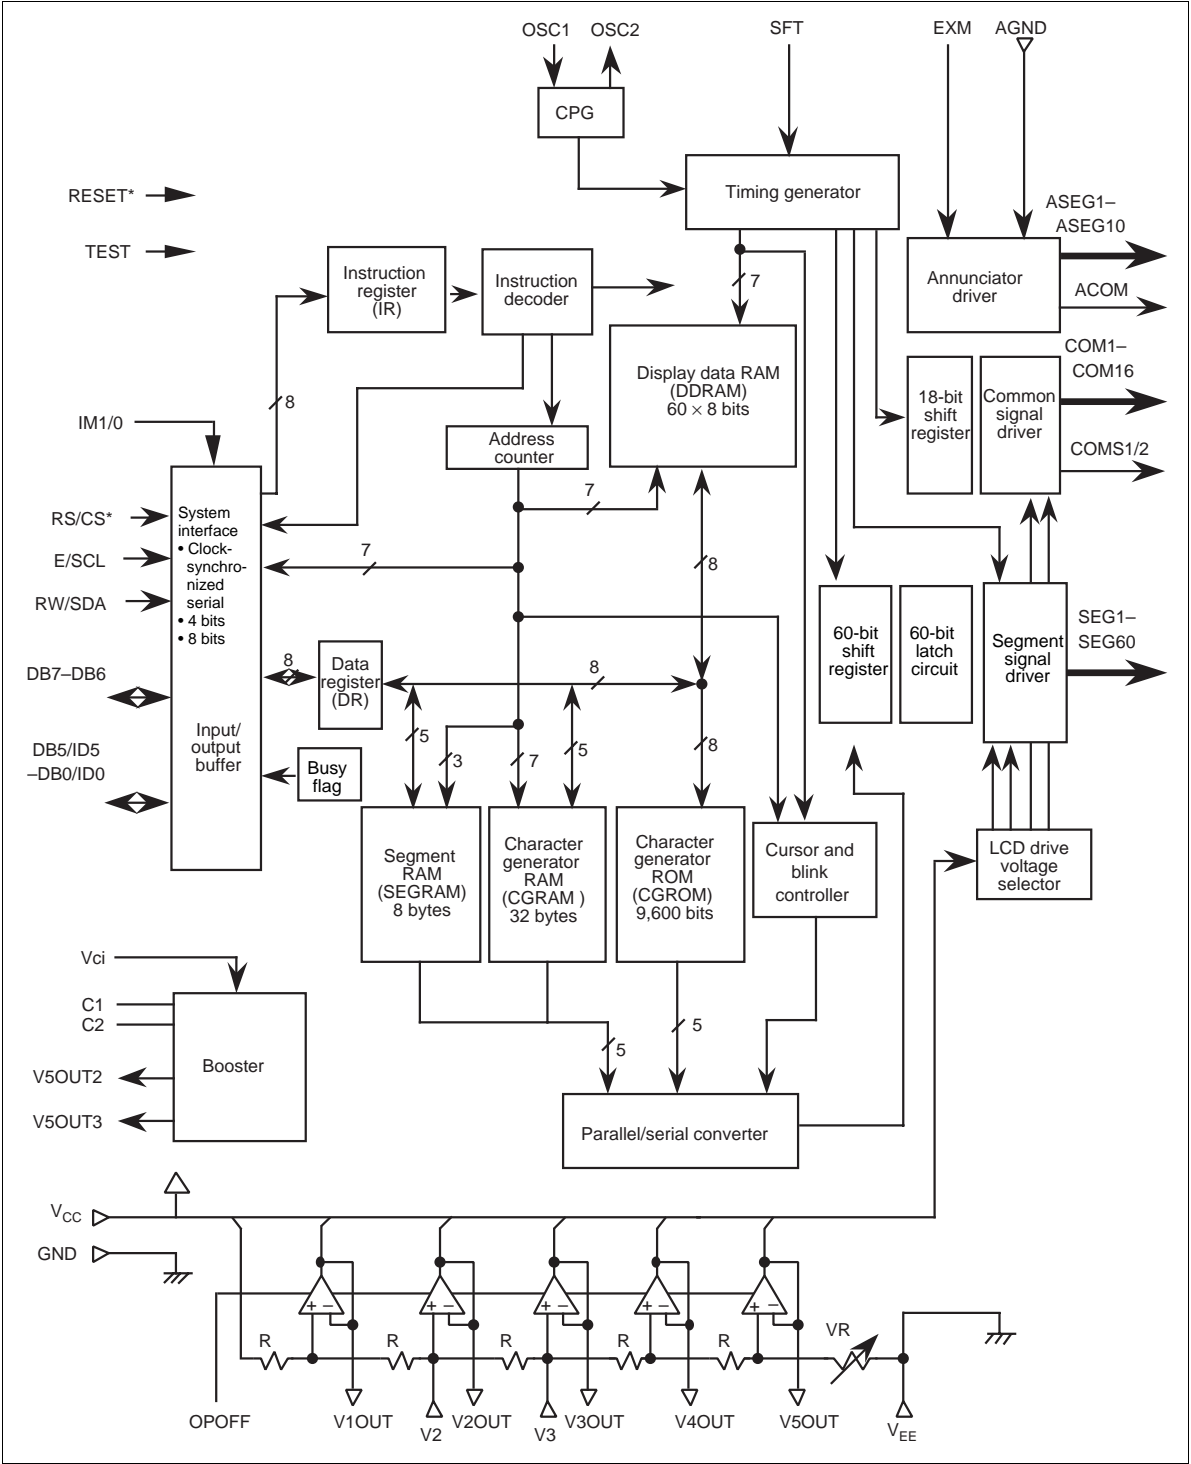 OSC1 OSC2 SFT EXM AGND
CPG
Timing generator
RESET*
TEST
ASEG1–
ASEG10
Annunciator
driver
ACOM
Instruction
register
(IR)
Instruction
decoder
7
Display data RAM
(DDRAM)
60 × 8 bits
COM1–
COM16
18-bit
shift
register
Common
signal
driver
COMS1/2
8
IM1/0
Address
counter
7
System
interface
• Clock-
synchro-
nized
serial
• 4 bits
• 8 bits
RS/CS*
E/SCL
RW/SDA
7
8
60-bit
shift
register
60-bit
latch
circuit
Segment
signal
driver
SEG1–
SEG60
DB7–DB6
8
Data
register
(DR)
8
Input/
output
buffer
DB5/ID5
–DB0/ID0
Busy
flag
5
3
7
5
8
Segment
RAM
(SEGRAM)
8 bytes
Character
generator
RAM
(CGRAM )
32 bytes
Character
generator
ROM
(CGROM)
9,600 bits
Cursor and
blink
controller
LCD drive
voltage
selector
Vci
C1
C2
Booster
V5OUT2
V5OUT3
5
5
Parallel/serial converter
VCC
GND
+ − + − + − + − + −
R R R R R VR
OPOFF V1OUT V2 V2OUT V3 V3OUT V4OUT V5OUT VEE